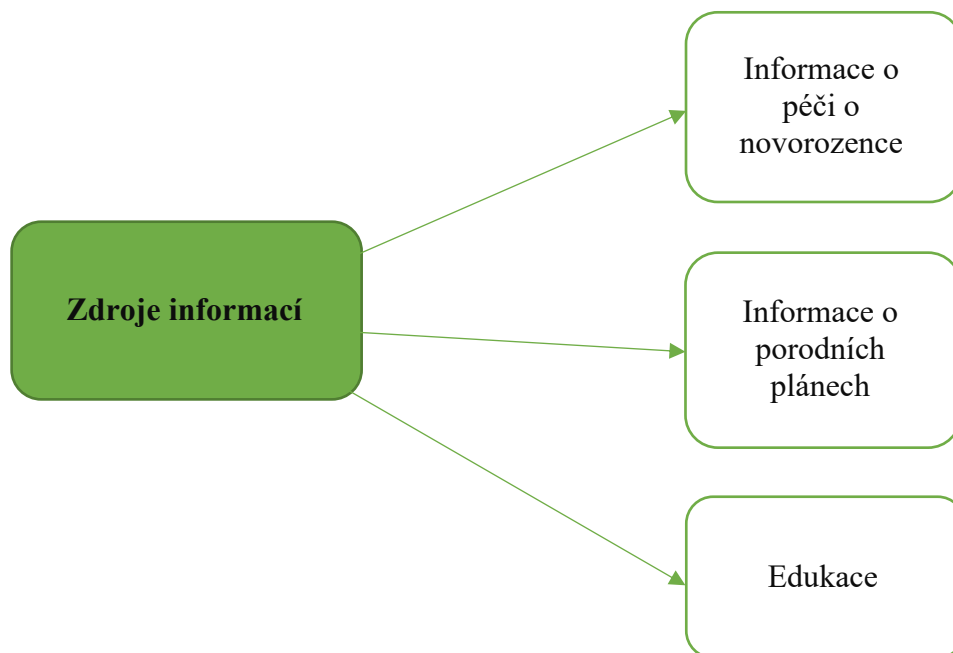 Informace o
péči o
novorozence
Zdroje informací
Informace o
porodních
plánech
Edukace